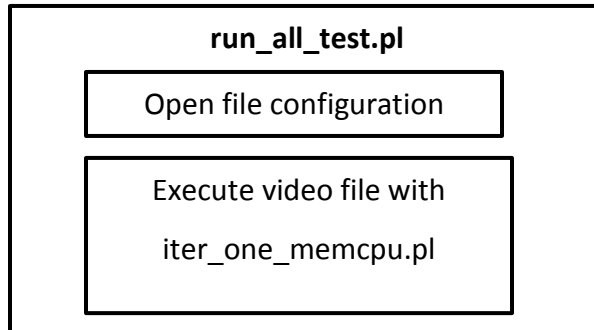 run_all_test.pl
Open file configuration
Execute video file with
iter_one_memcpu.pl